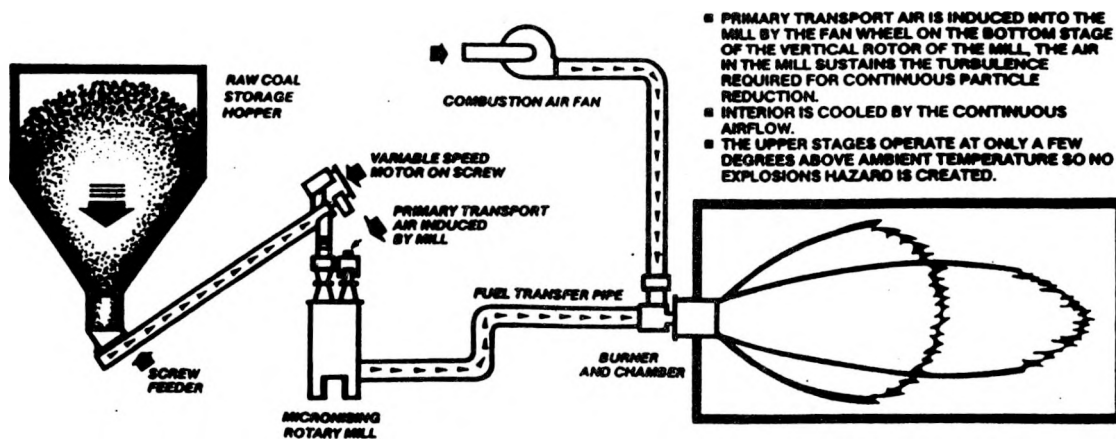 RAW COAL
STORAGE
HOPPER
COMBUSTION AIR FAN
VARIABLE SPEED
MOTOR ON SCREW
PRIMARY TRANSPORT
AIR INDUCED
BY MILL
FUEL TRANSFER PIPE
SCREW
FEEDER
MICRONISING
ROTARY MILL
BURNER
AND CHAMBER
▪ PRIMARY TRANSPORT AIR IS INDUCED INTO THE
MILL BY THE FAN WHEEL ON THE BOTTOM STAGE
OF THE VERTICAL ROTOR OF THE MILL, THE AIR
IN THE MILL SUSTAINS THE TURBULENCE
REQUIRED FOR CONTINUOUS PARTICLE
REDUCTION.
▪ INTERIOR IS COOLED BY THE CONTINUOUS
AIRFLOW.
▪ THE UPPER STAGES OPERATE AT ONLY A FEW
DEGREES ABOVE AMBIENT TEMPERATURE SO NO
EXPLOSIONS HAZARD IS CREATED.